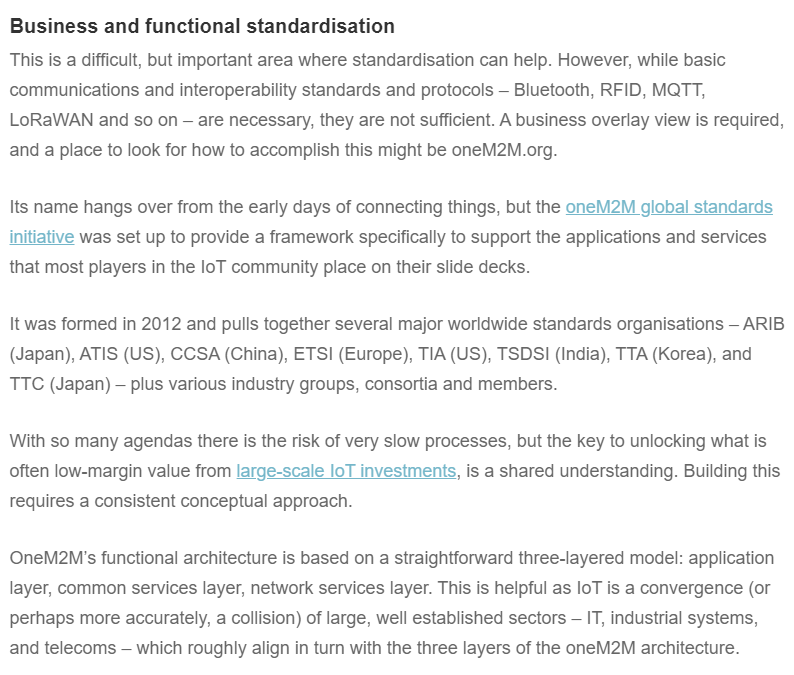 Business and functional standardisation
This is a difficult, but important area where standardisation can help. However, while basic
communications and interoperability standards and protocols – Bluetooth, RFID, MQTT,
LoRaWAN and so on – are necessary, they are not sufficient. A business overlay view is required,
and a place to look for how to accomplish this might be oneM2M.org.
Its name hangs over from the early days of connecting things, but the oneM2M global standards
initiative was set up to provide a framework specifically to support the applications and services
that most players in the IoT community place on their slide decks.
It was formed in 2012 and pulls together several major worldwide standards organisations – ARIB
(Japan), ATIS (US), CCSA (China), ETSI (Europe), TIA (US), TSDSI (India), TTA (Korea), and
TTC (Japan) – plus various industry groups, consortia and members.
With so many agendas there is the risk of very slow processes, but the key to unlocking what is
often low-margin value from large-scale IoT investments, is a shared understanding. Building this
requires a consistent conceptual approach.
OneM2M’s functional architecture is based on a straightforward three-layered model: application
layer, common services layer, network services layer. This is helpful as IoT is a convergence (or
perhaps more accurately, a collision) of large, well established sectors – IT, industrial systems,
and telecoms – which roughly align in turn with the three layers of the oneM2M architecture.